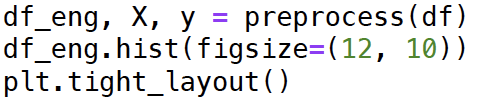 df_eng, X, y = preprocess(df)
df_eng.hist(figsize=(12, 10))
plt.tight_layout()